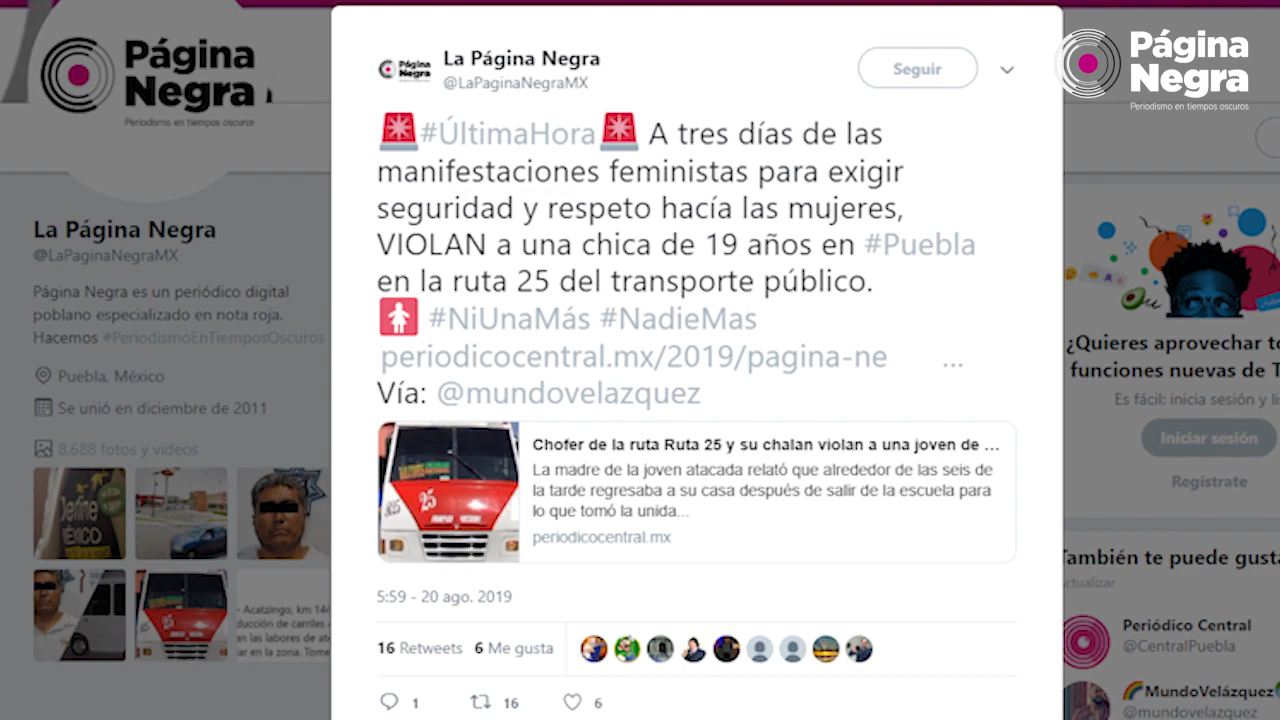 Página
Negra
Periodismo en tiempos oscuros
La Página Negra
@LaPaginaNegraMX
Página Negra es un periódico digital
poblano especializado en nota roja.
Hacemos #PeriodismoEnTiemposOscuros
Puebla, México
Se unió en diciembre de 2011
8.688 fotos y videos
Página
Negra
La Página Negra
@LaPaginaNegraMX
Seguir
#ÚltimaHora A tres días de las
manifestaciones feministas para exigir
seguridad y respeto hacía las mujeres,
VIOLAN a una chica de 19 años en #Puebla
en la ruta 25 del transporte público.
#NiUnaMás #NadieMas
periodicocentral.mx/2019/pagina-ne ...
Vía: @mundovelazquez
25
Chofer de la ruta Ruta 25 y su chalan violan a una joven de ...
La madre de la joven atacada relató que alrededor de las seis de
la tarde regresaba a su casa después de salir de la escuela para
lo que tomó la unida...
periodicocentral.mx
5:59 - 20 ago. 2019
16 Retweets 6 Me gusta
1 16 6
Página
Negra
Periodismo en tiempos oscuros
¿Quieres aprovechar to
funciones nuevas de T
Es fácil: inicia sesión y li
Iniciar sesión
Regístrate
También te puede gusta
Actualizar
Periódico Central
@CentralPuebla
MundoVelázquez
@mundovelazquez